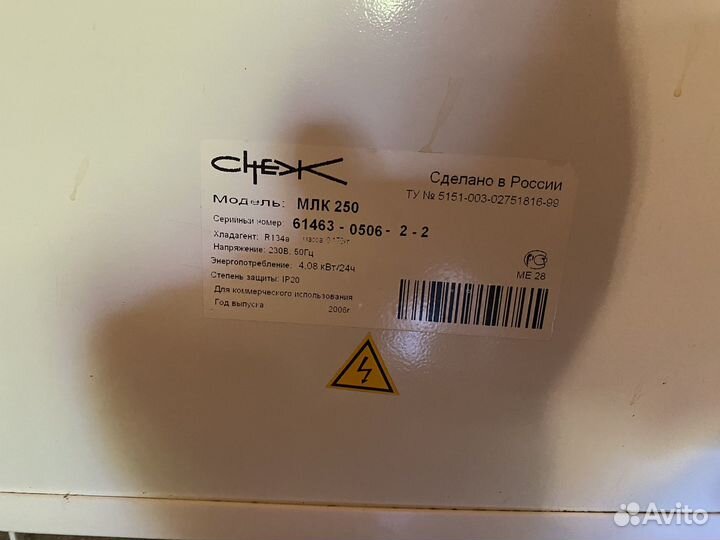 СНЕЖ
Сделано в России
ТУ № 5151-003-02751816-99
Модель: МЛК 250
Серийный номер: 61463 - 0506 - 2 - 2
Хладагент: R134a масса
Напряжение: 230В, 50Гц
Энергопотребление: 4,08 кВт/24ч
Степень защиты: IP20
Для коммерческого использования
Год выпуска 2006г
РС
МЕ 28
Avito